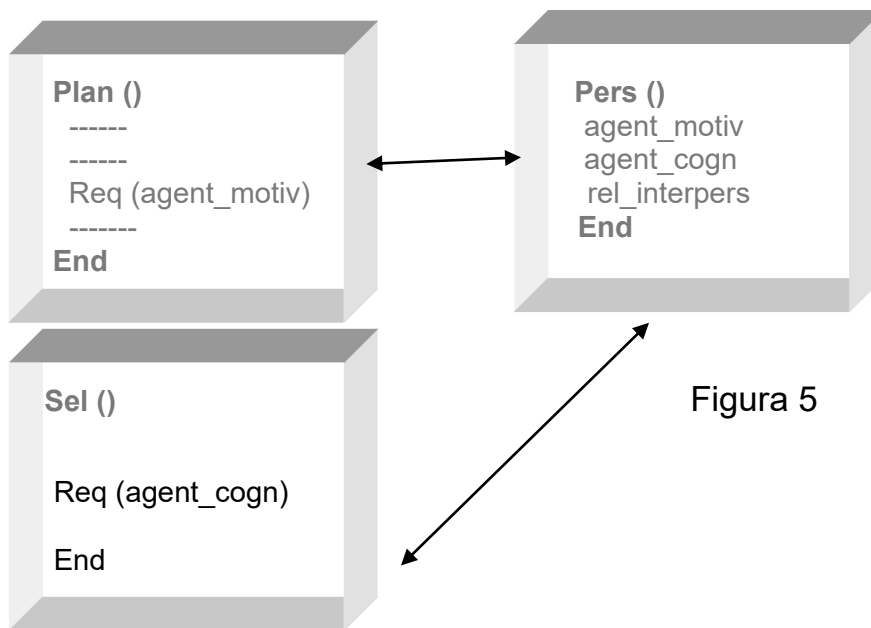 Plan ()
------
------
Req (agent_motiv)
-------
End
Pers ()
agent_motiv
agent_cogn
rel_interpers
End
Sel ()
Req (agent_cogn)
End
Figura 5